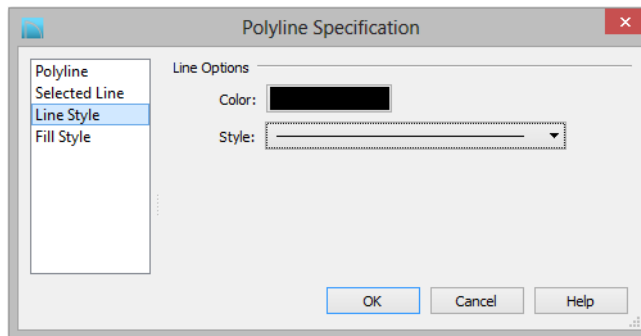 Polyline Specification
Polyline
Selected Line
Line Style
Fill Style
Line Options
Color:
Style:
OK
Cancel
Help